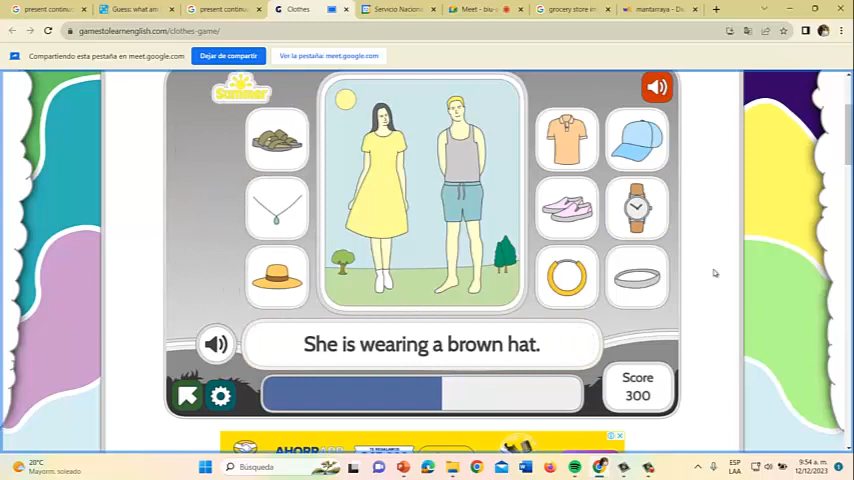 present continu
Guess: what am
present continu
Clothes
Servicio Nacion
Meet - biu-
grocery store in
mantarraya - Di
gamestolearnenglish.com/clothes-game/
Compartiendo esta pestaña en meet.google.com
Dejar de compartir
Ver la pestaña: meet.google.com
Summer
She is wearing a brown hat.
Score
300
20°C
Mayorm. soleado
Búsqueda
ESP
LAA
9:54 a. m.
12/12/2023